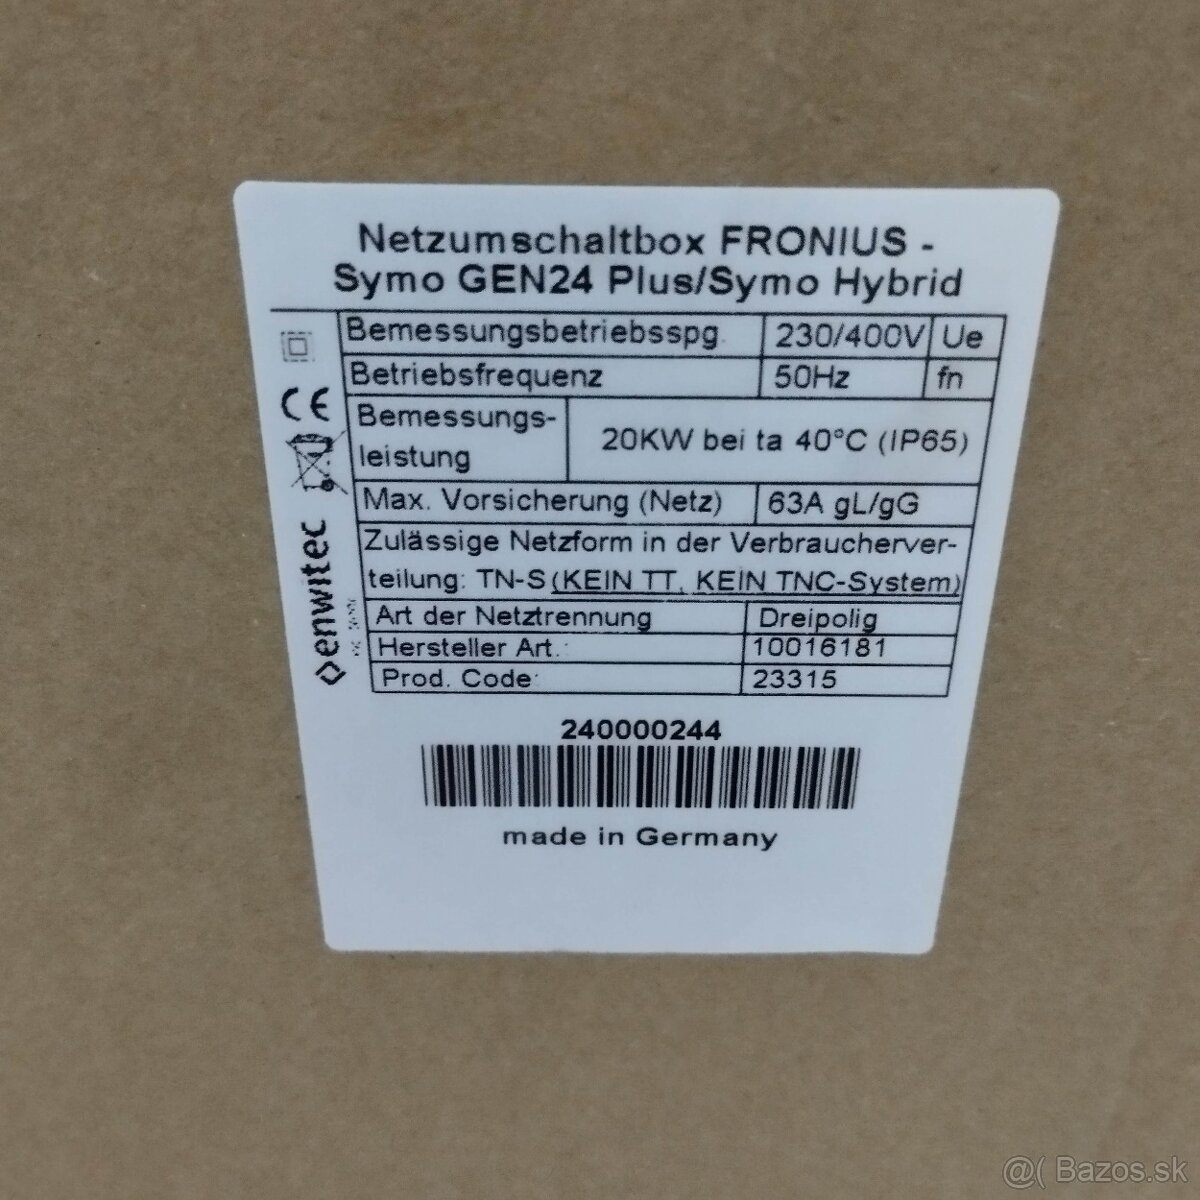 Netzumschaltbox FRONIUS -
Symo GEN24 Plus/Symo Hybrid
Bemessungsbetriebsspg. 230/400V Ue
Betriebsfrequenz 50Hz fn
Bemessungs-
leistung 20KW bei ta 40°C (IP65)
Max. Vorsicherung (Netz) 63A gL/gG
Zulässige Netzform in der Verbraucherver-
teilung: TN-S (KEIN TT, KEIN TNC-System)
Art der Netztrennung Dreipolig
Hersteller Art.: 10016181
Prod. Code: 23315
CE
enwitec
240000244
made in Germany
@( Bazos.sk